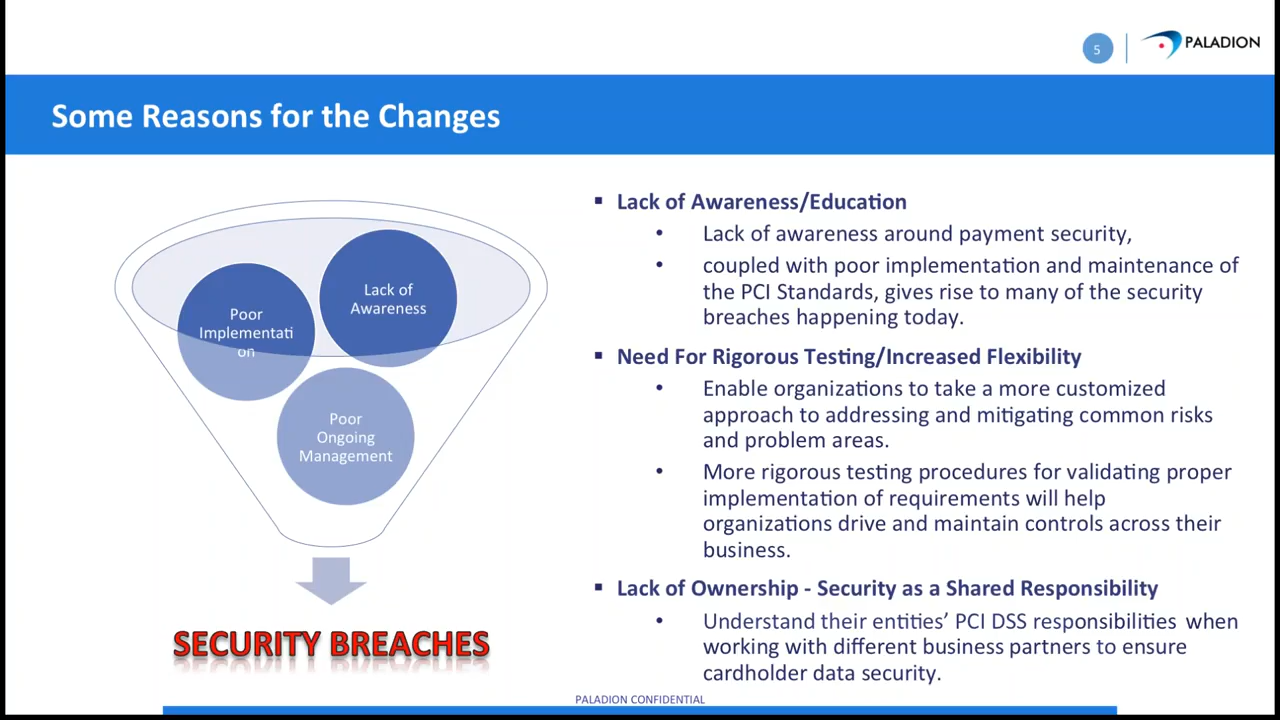 5
PALADION
Some Reasons for the Changes
Lack of
Awareness
Poor
Implementati
on
Poor
Ongoing
Management
SECURITY BREACHES
▪ Lack of Awareness/Education
• Lack of awareness around payment security,
• coupled with poor implementation and maintenance of
the PCI Standards, gives rise to many of the security
breaches happening today.
▪ Need For Rigorous Testing/Increased Flexibility
• Enable organizations to take a more customized
approach to addressing and mitigating common risks
and problem areas.
• More rigorous testing procedures for validating proper
implementation of requirements will help
organizations drive and maintain controls across their
business.
▪ Lack of Ownership - Security as a Shared Responsibility
• Understand their entities’ PCI DSS responsibilities when
working with different business partners to ensure
cardholder data security.
PALADION CONFIDENTIAL